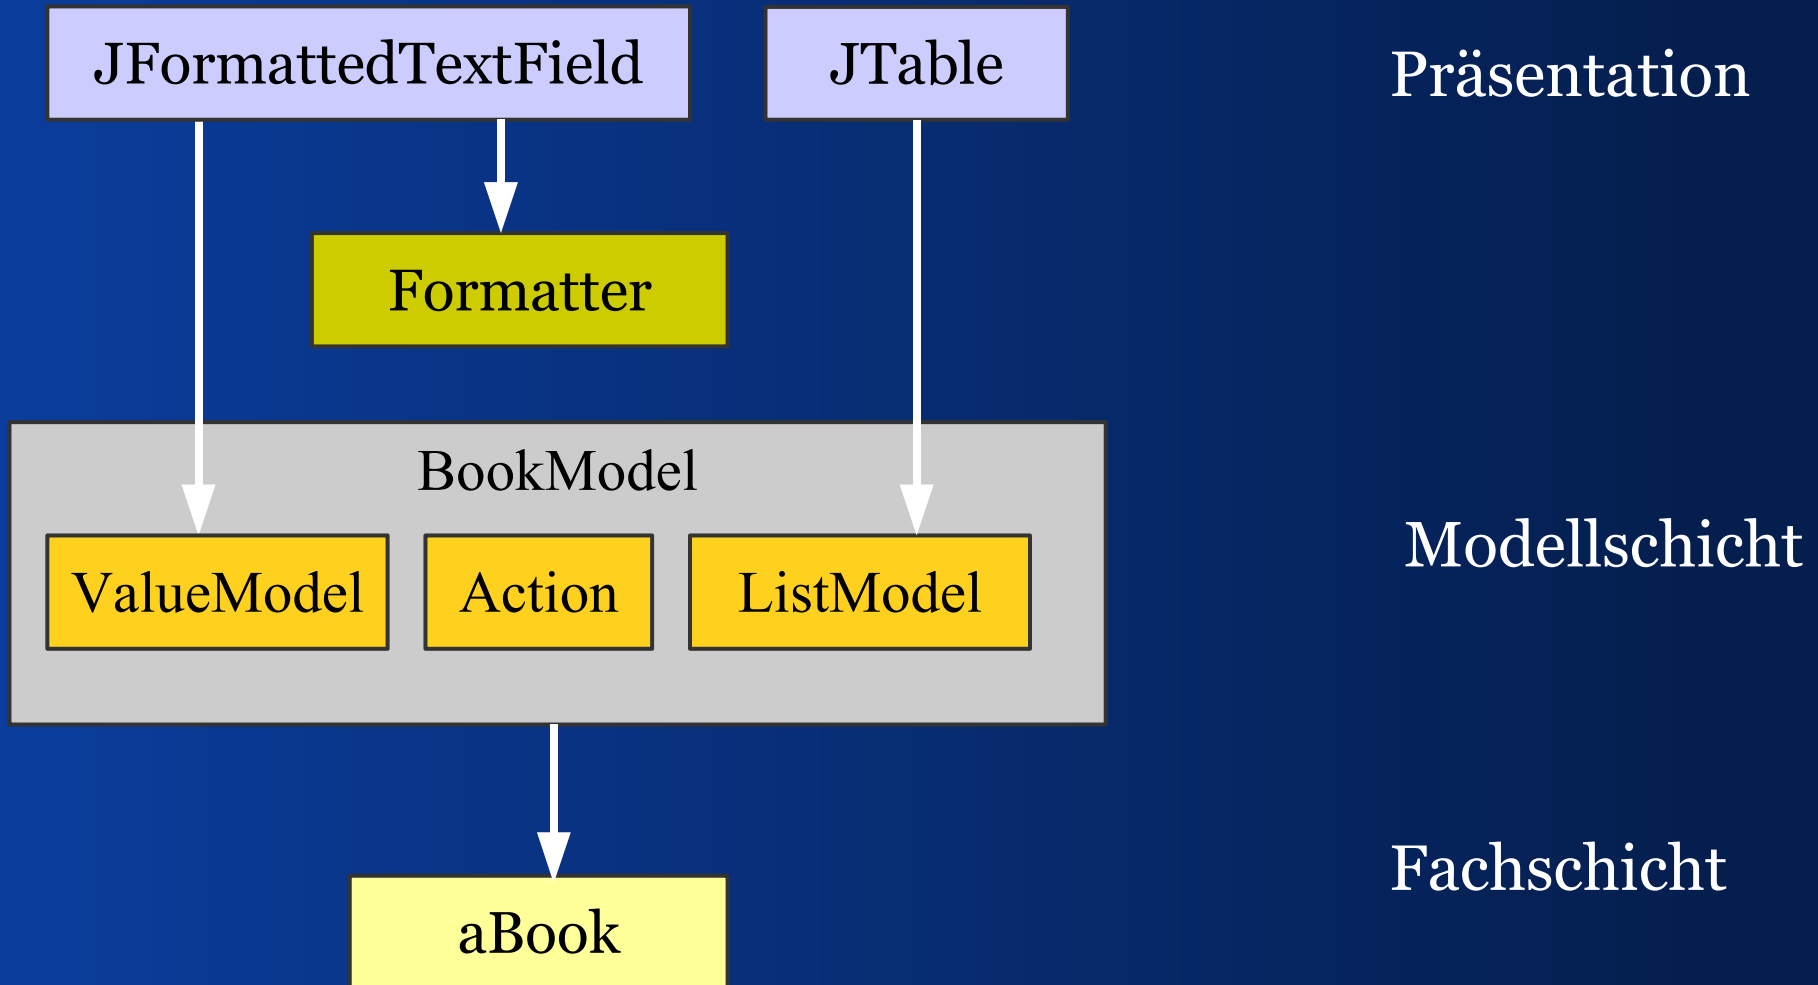 JFormattedTextField
JTable
Präsentation
Formatter
BookModel
ValueModel
Action
ListModel
Modellschicht
Fachschicht
aBook